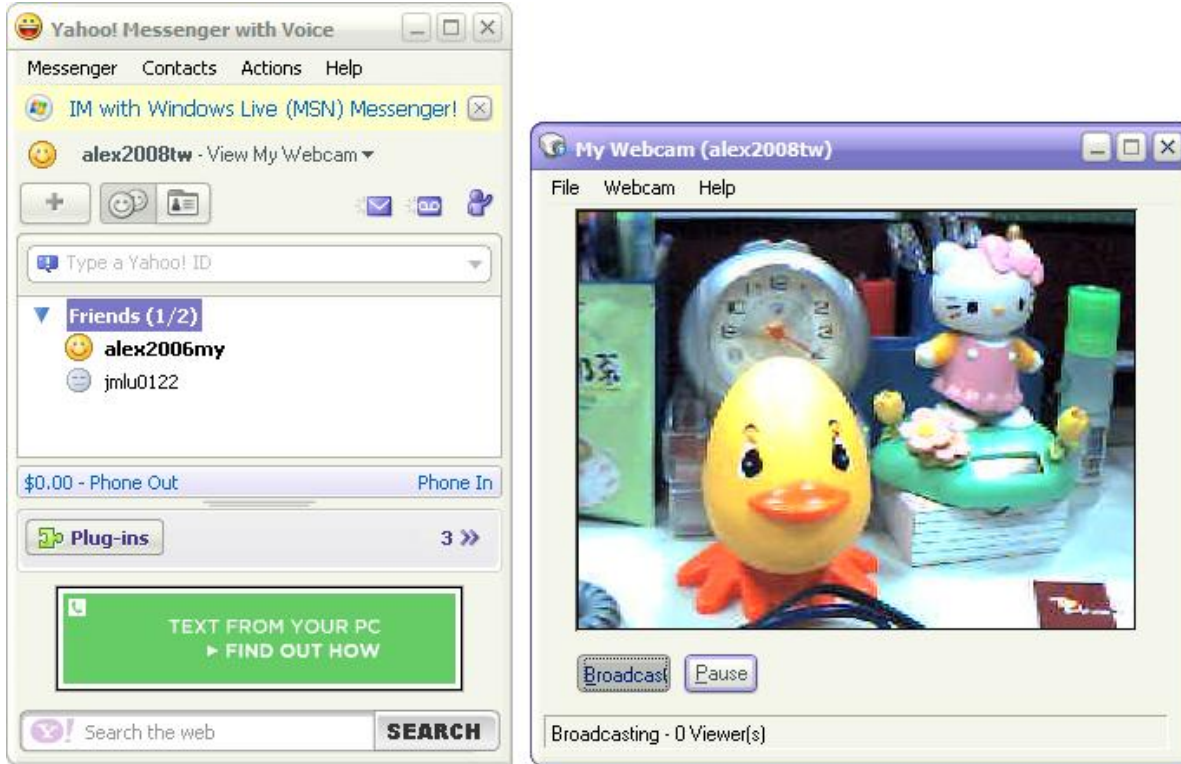 Yahoo! Messenger with Voice
Messenger Contacts Actions Help
IM with Windows Live (MSN) Messenger!
alex2008tw - View My Webcam
Type a Yahoo! ID
Friends (1/2)
alex2006my
jmlu0122
$0.00 - Phone Out Phone In
Plug-ins 3 »
TEXT FROM YOUR PC
▶ FIND OUT HOW
Y! Search the web SEARCH
My Webcam (alex2008tw)
File Webcam Help
Broadcast Pause
Broadcasting - 0 Viewer(s)